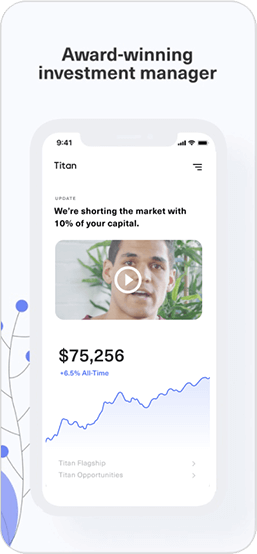 Award-winning
investment manager
9:41
Titan
UPDATE
We're shorting the market with
10% of your capital.
$75,256
+6.5% All-Time
Titan Flagship
Titan Opportunities